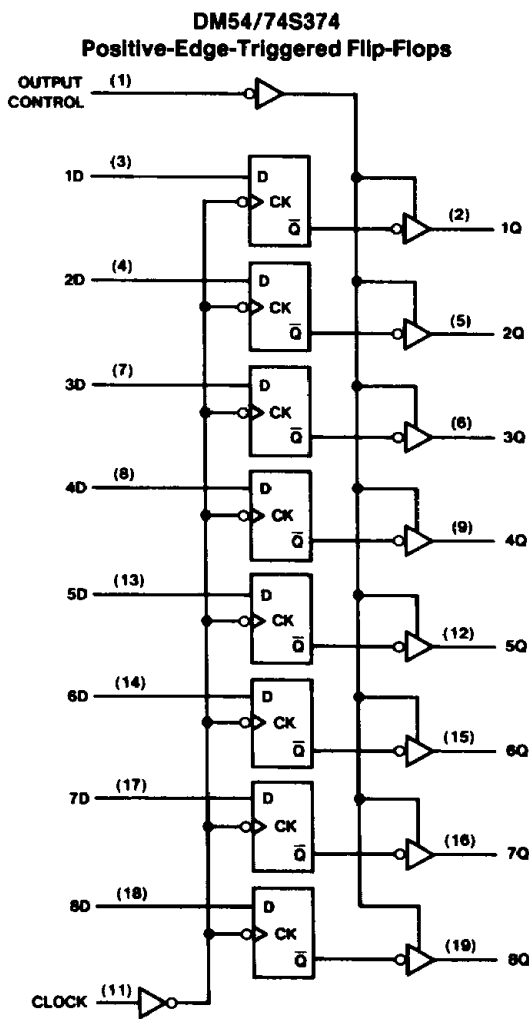 DM54/74S374
Positive-Edge-Triggered Flip-Flops
OUTPUT CONTROL (1)
1D (3) D
CK
Q̅ (2) 1Q
2D (4) D
CK
Q̅ (5) 2Q
3D (7) D
CK
Q̅ (6) 3Q
4D (8) D
CK
Q̅ (9) 4Q
5D (13) D
CK
Q̅ (12) 5Q
6D (14) D
CK
Q̅ (15) 6Q
7D (17) D
CK
Q̅ (16) 7Q
8D (18) D
CK
Q̅ (19) 8Q
CLOCK (11)